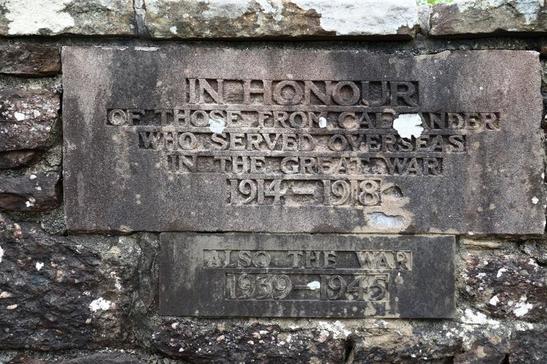 IN HONOUR
OF THOSE FROM CALLANDER
WHO SERVED OVERSEAS
IN THE GREAT WAR
1914-1918
ALSO THE WAR
1939-1945